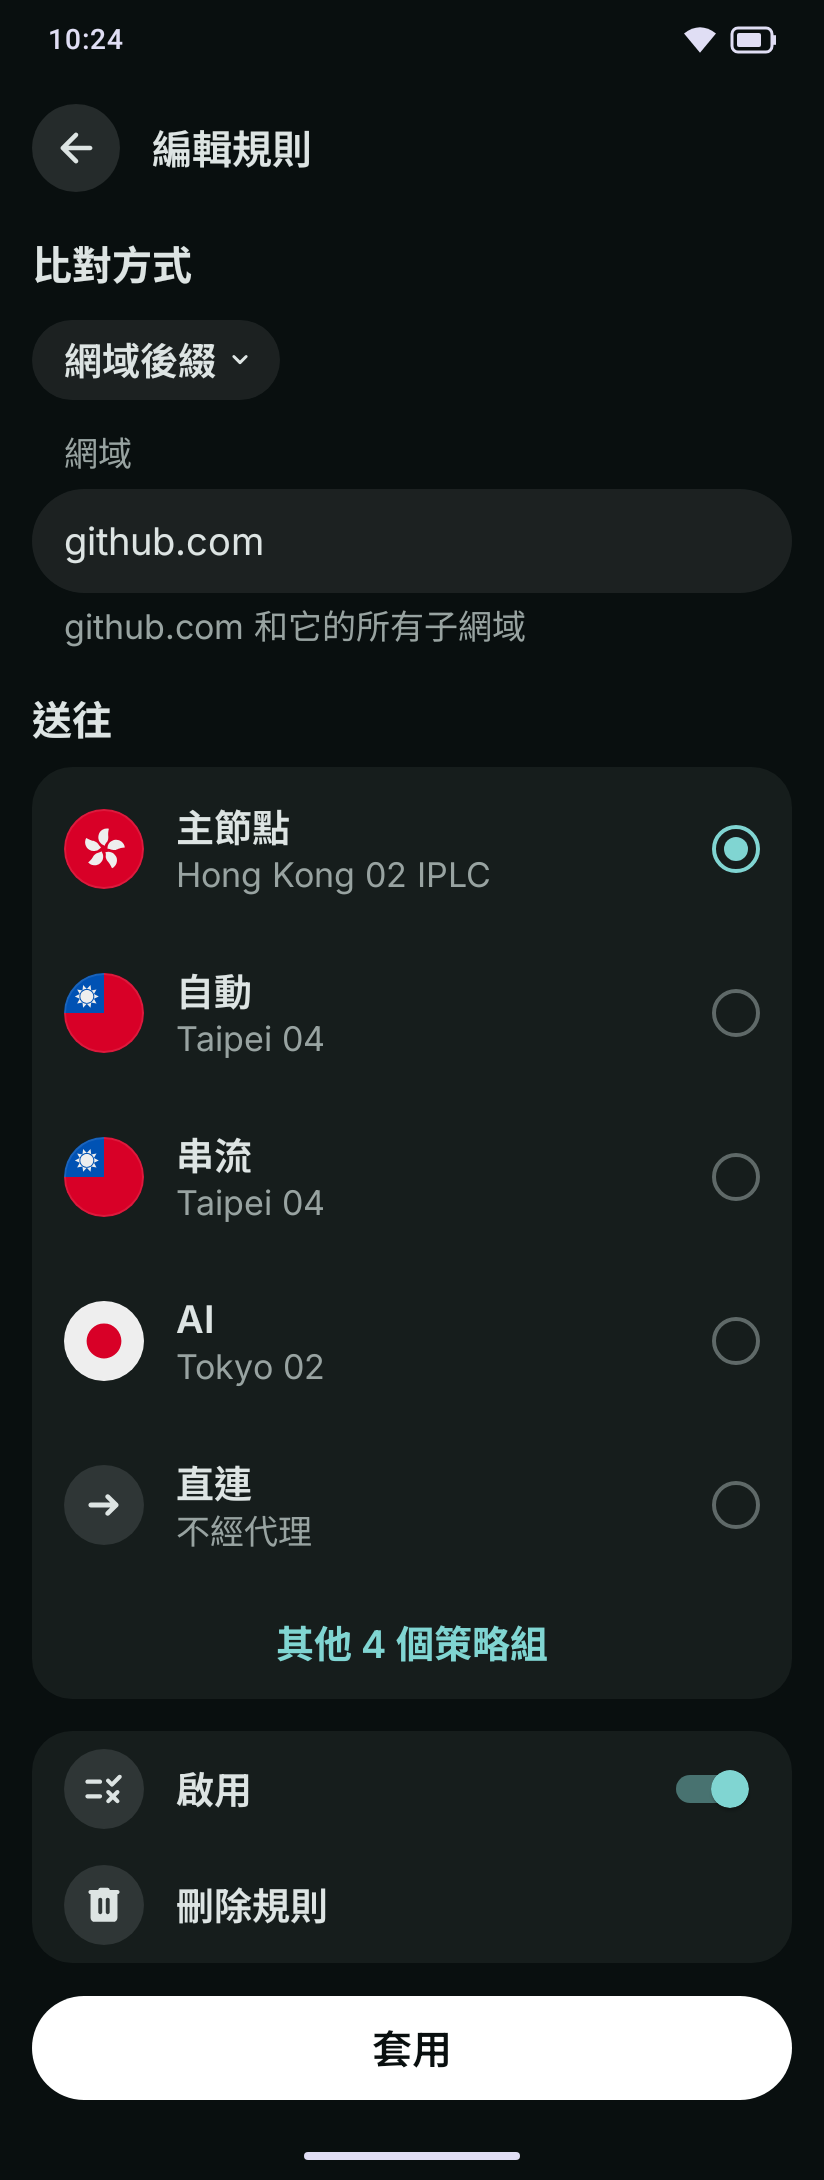 10:24
編輯規則
比對方式
網域後綴
網域
github.com
github.com 和它的所有子網域
送往
主節點
Hong Kong 02 IPLC
自動
Taipei 04
串流
Taipei 04
AI
Tokyo 02
直連
不經代理
其他 4 個策略組
啟用
刪除規則
套用